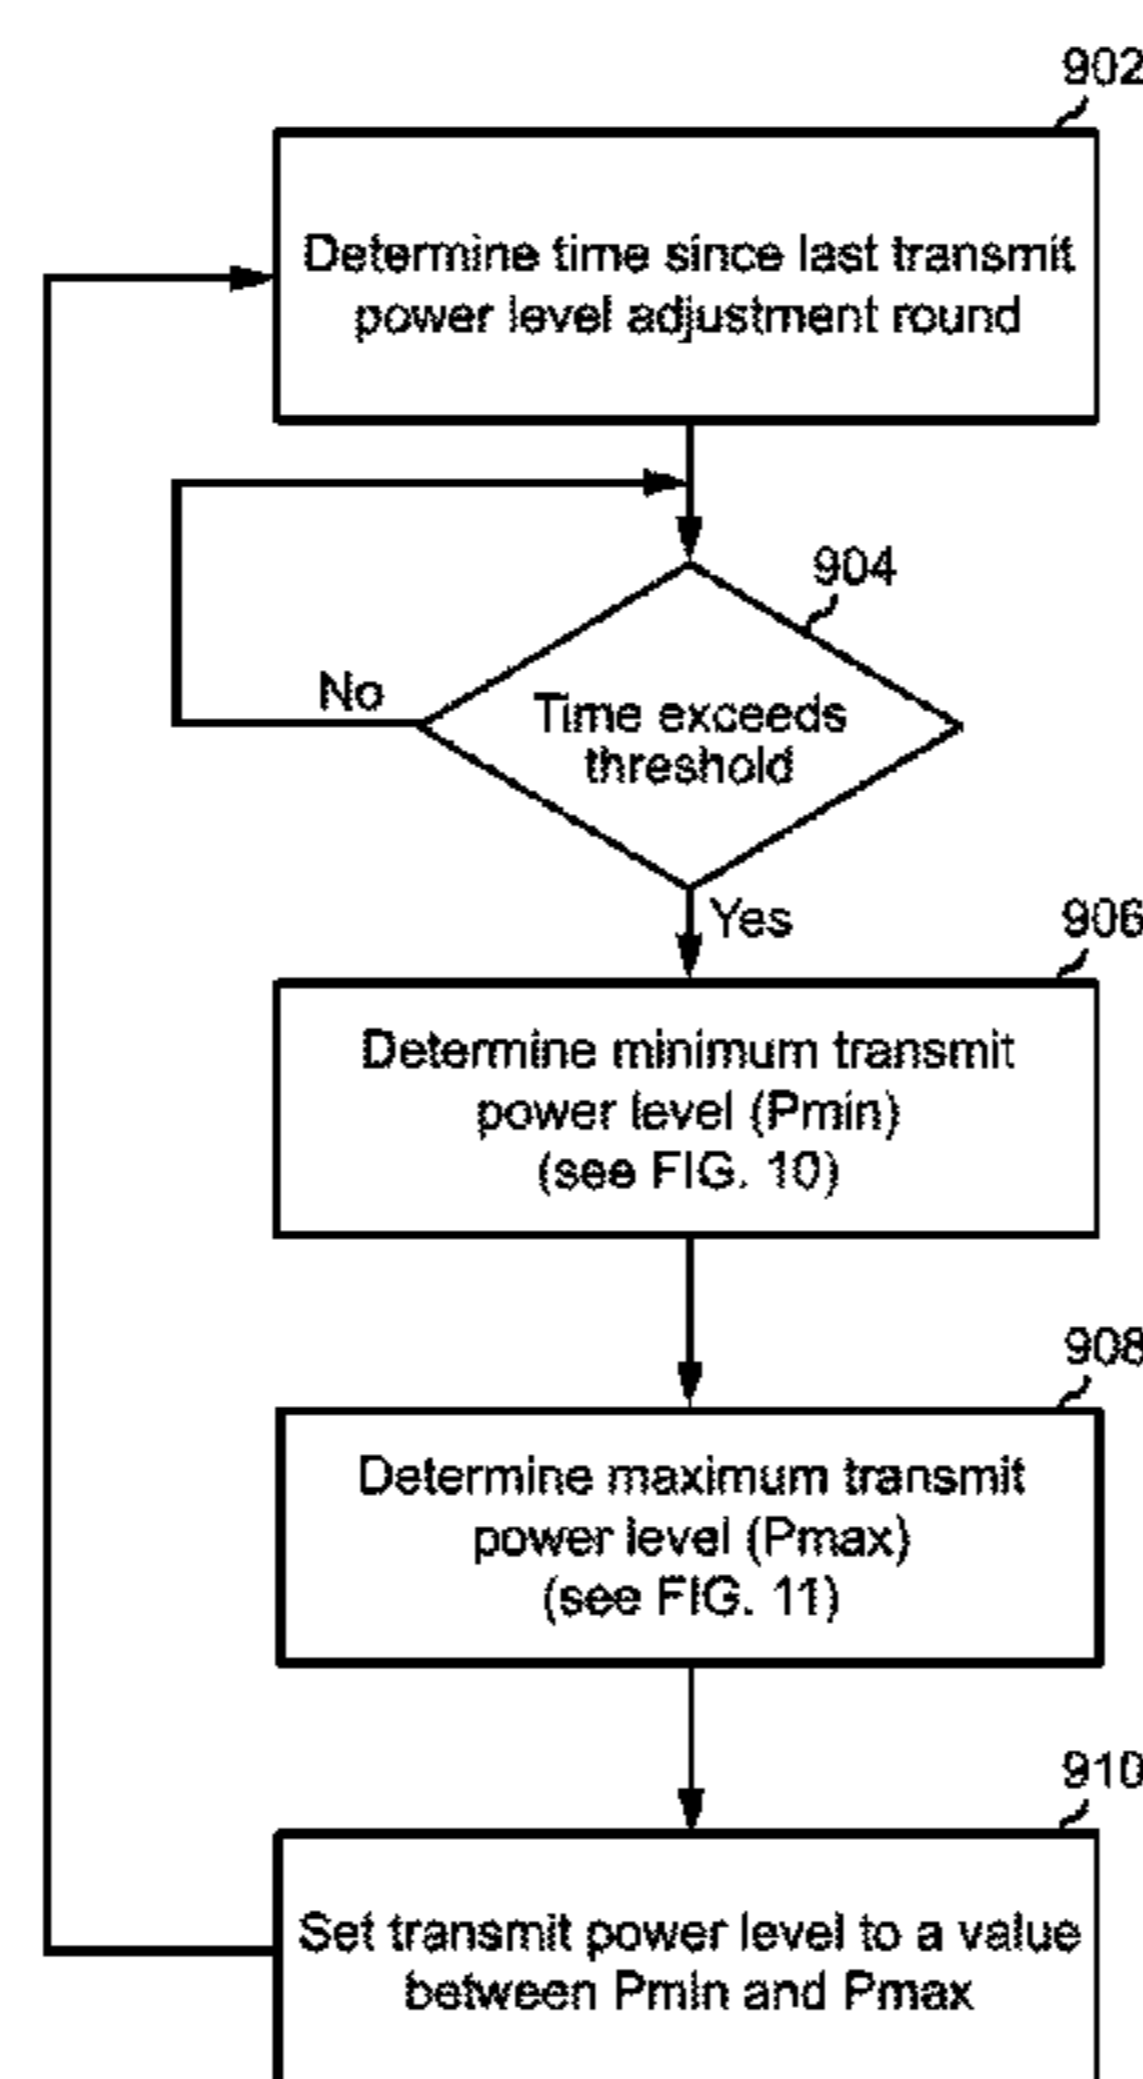 902
Determine time since last transmit
power level adjustment round
904
No
Time exceeds
threshold
Yes
906
Determine minimum transmit
power level (Pmin)
(see FIG. 10)
908
Determine maximum transmit
power level (Pmax)
(see FIG. 11)
910
Set transmit power level to a value
between Pmin and Pmax